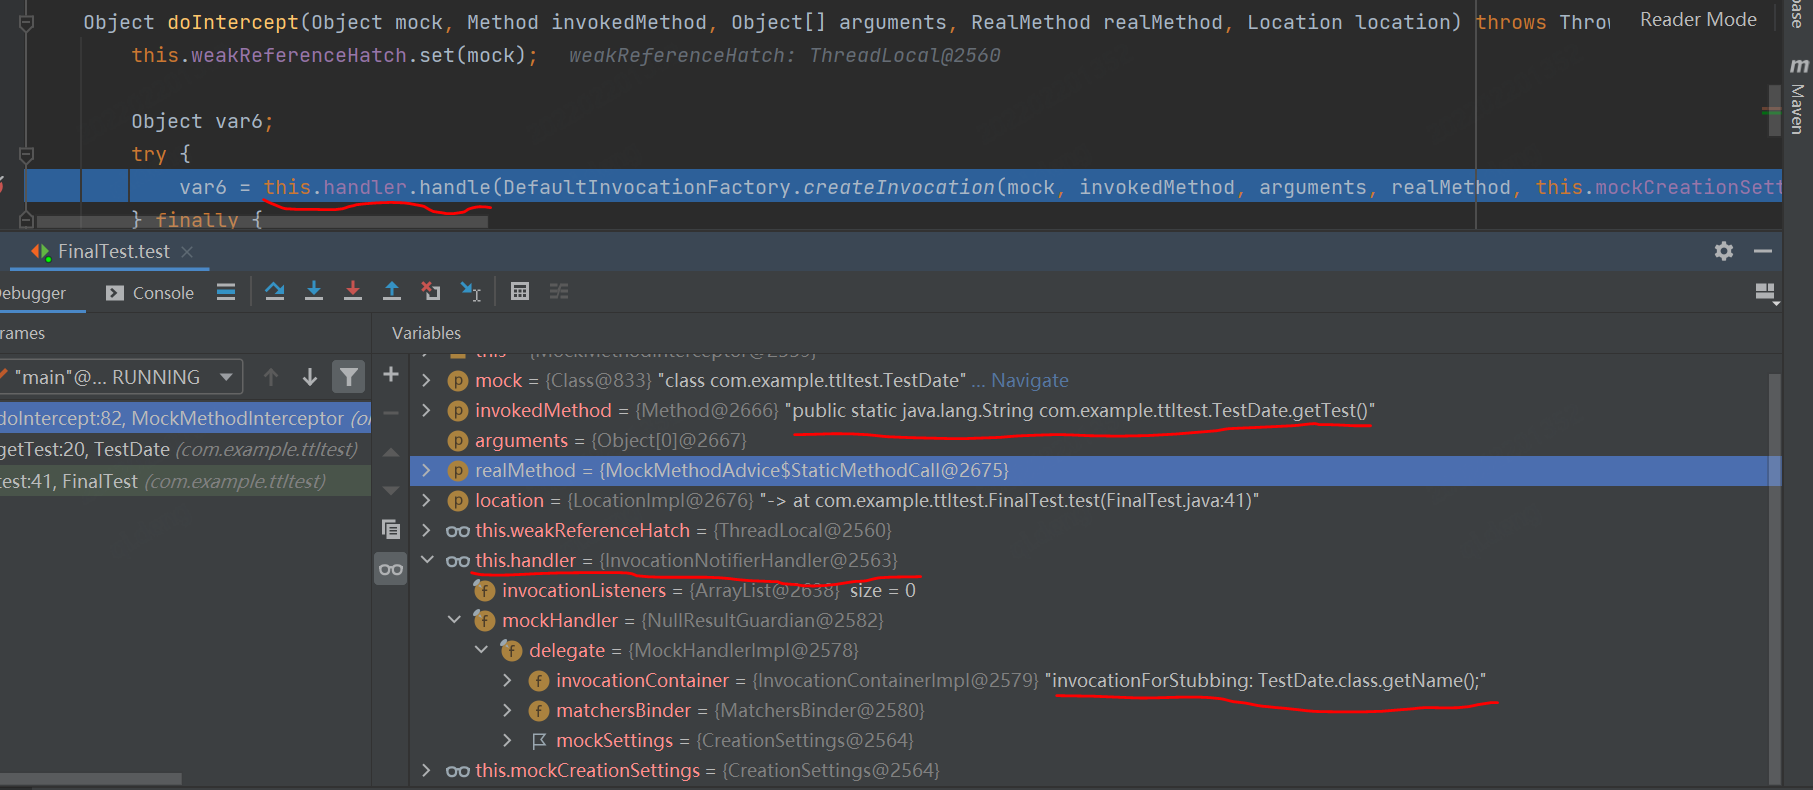 Object doIntercept(Object mock, Method invokedMethod, Object[] arguments, RealMethod realMethod, Location location) throws Throw
Reader Mode
this.weakReferenceHatch.set(mock); weakReferenceHatch: ThreadLocal@2560
Object var6;
try {
var6 = this.handler.handle(DefaultInvocationFactory.createInvocation(mock, invokedMethod, arguments, realMethod, this.mockCreationSett
} finally {
base
Maven
FinalTest.test
ebugger
Console
rames
Variables
"main"@... RUNNING
doIntercept:82, MockMethodInterceptor (or
getTest:20, TestDate (com.example.ttltest)
test:41, FinalTest (com.example.ttltest)
this = {MockMethodInterceptor@2559}
mock = {Class@833} "class com.example.ttltest.TestDate" ... Navigate
invokedMethod = {Method@2666} "public static java.lang.String com.example.ttltest.TestDate.getTest()"
arguments = {Object[0]@2667}
realMethod = {MockMethodAdvice$StaticMethodCall@2675}
location = {LocationImpl@2676} "-> at com.example.ttltest.FinalTest.test(FinalTest.java:41)"
this.weakReferenceHatch = {ThreadLocal@2560}
this.handler = {InvocationNotifierHandler@2563}
invocationListeners = {ArrayList@2638} size = 0
mockHandler = {NullResultGuardian@2582}
delegate = {MockHandlerImpl@2578}
invocationContainer = {InvocationContainerImpl@2579} "invocationForStubbing: TestDate.class.getName();"
matchersBinder = {MatchersBinder@2580}
mockSettings = {CreationSettings@2564}
this.mockCreationSettings = {CreationSettings@2564}